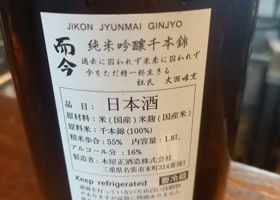 JIKON JYUNMAI GINJYO
而今 純米吟醸千本錦
過去に囚われず未来に囚われず
今をただ精一杯生きる
杜氏 大西唯克
品目:日本酒
原材料:米(国産)米麹(国産米)
原料米:千本錦(100%)
精米歩合:55% 内容量:1.8L
アルコール分:16%
製造者:木屋正酒造株式会社
三重県名張市本町314番地1
Keep refrigerated 要冷蔵